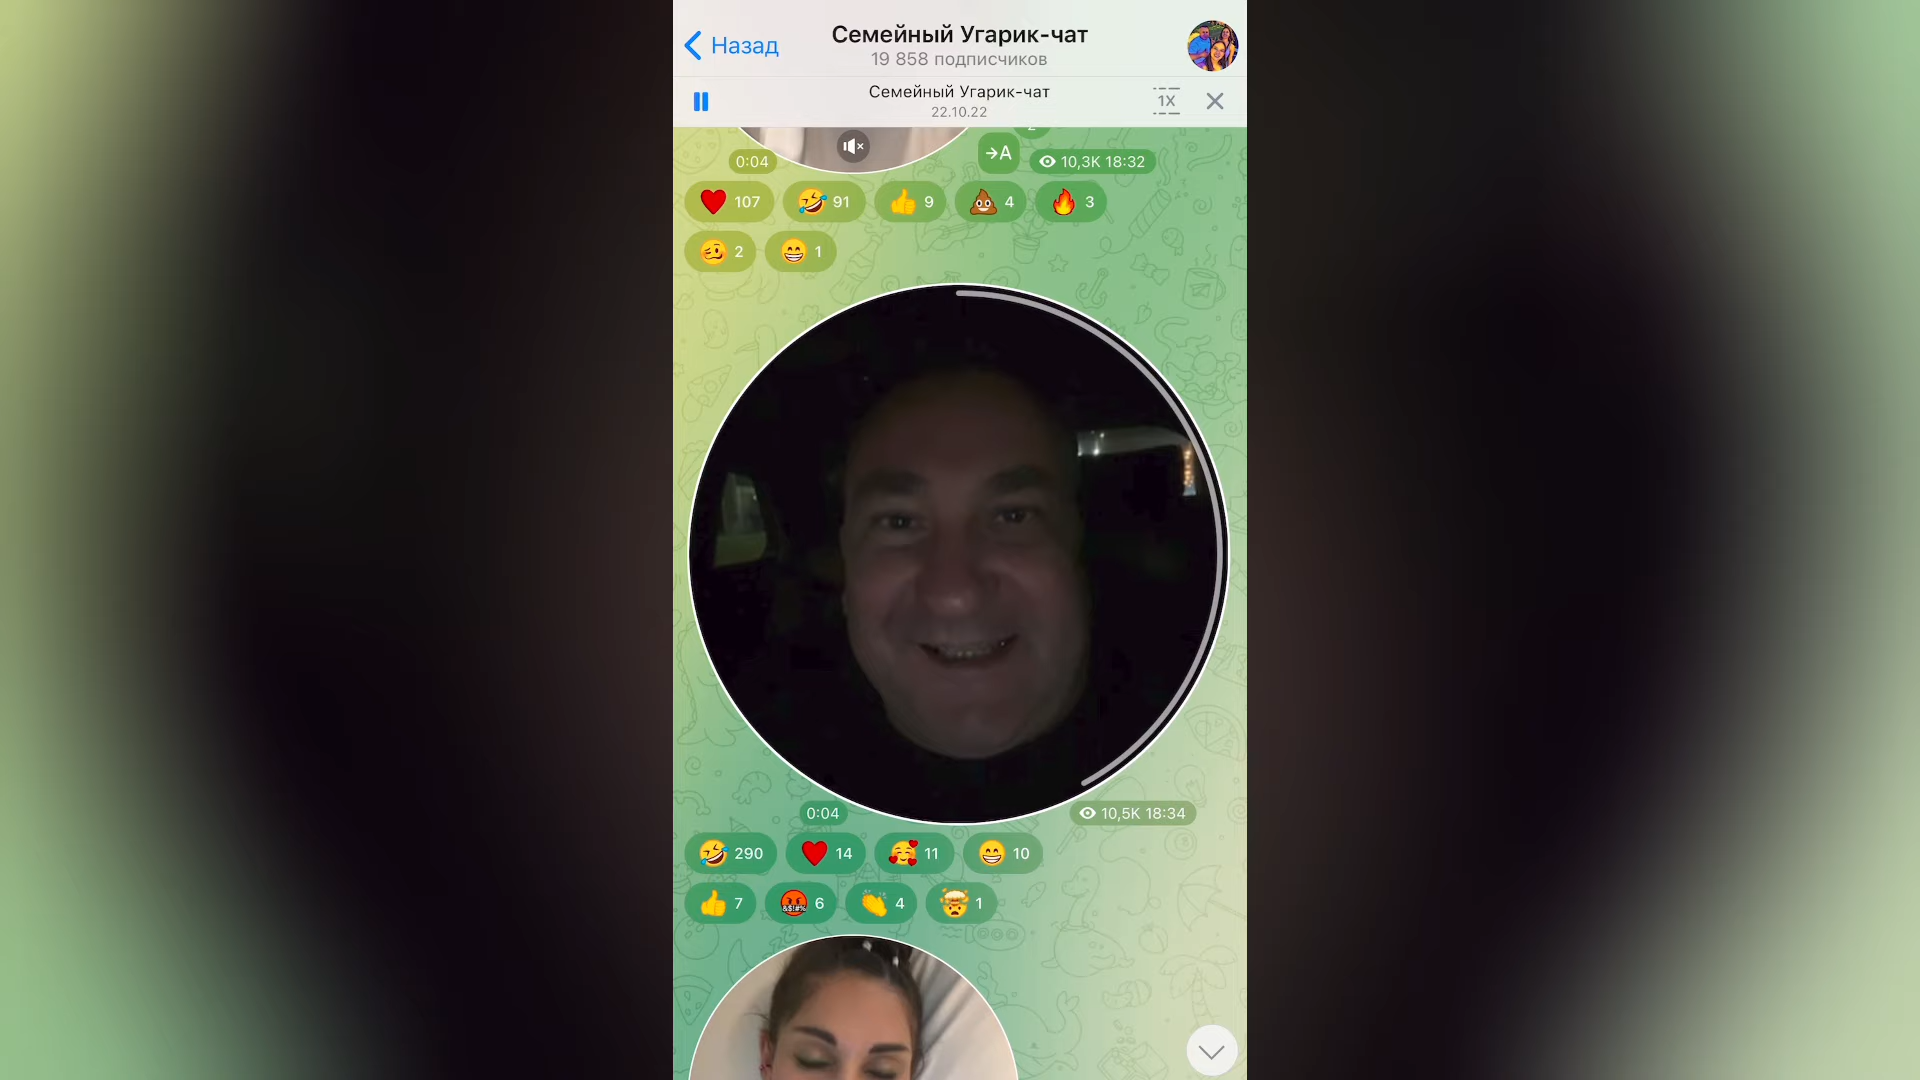 Назад
Семейный Угарик-чат
19 858 подписчиков
Семейный Угарик-чат
22.10.22
1X
2
0:04
→A
10,3K 18:32
107
91
9
4
3
2
1
0:04
10,5K 18:34
290
14
11
10
7
&$!#%
6
4
1